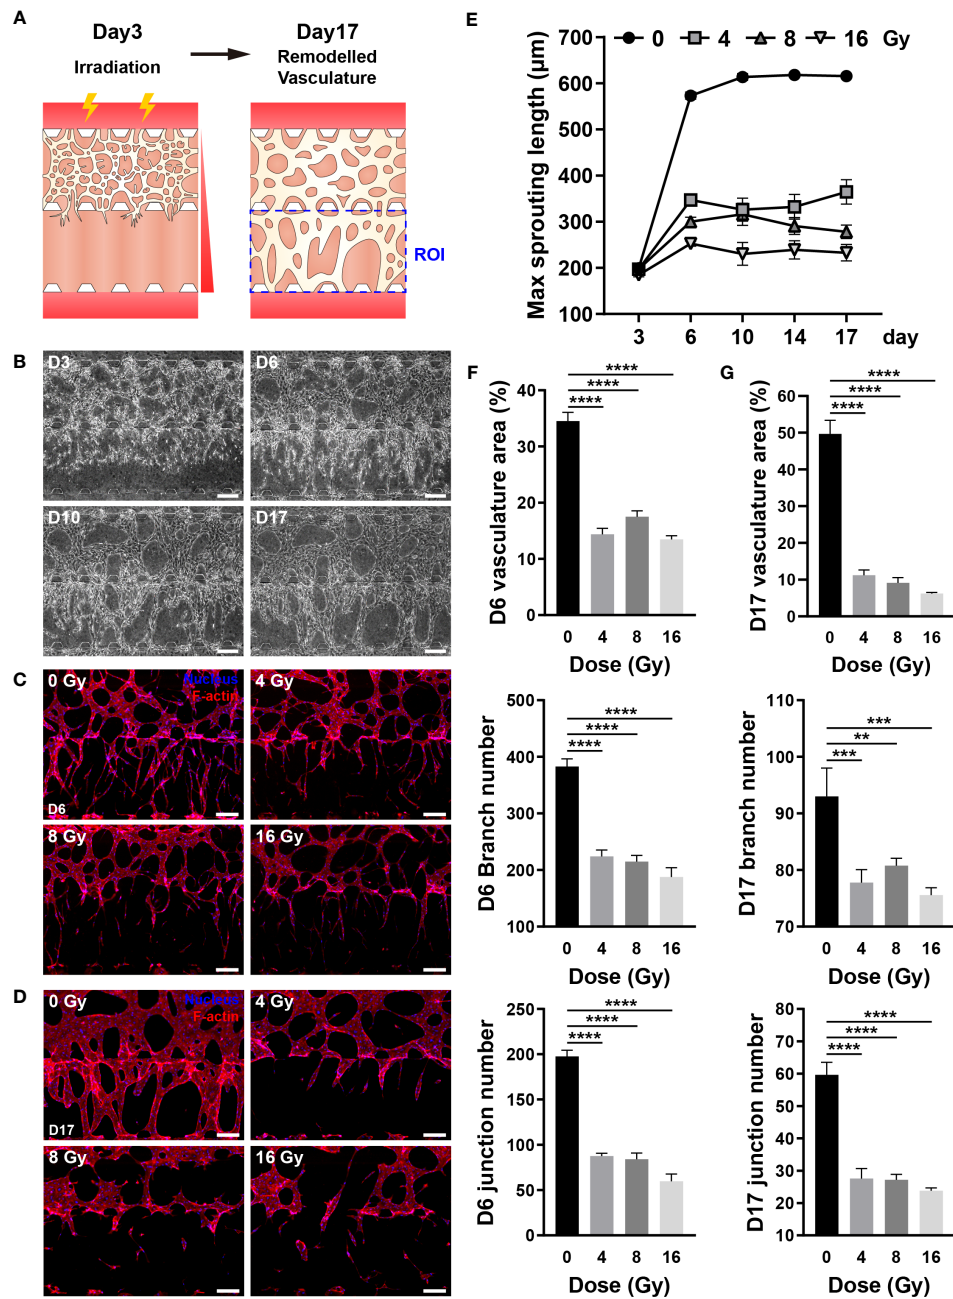 A
Day3
Day17
Irradiation
Remodelled
Vasculature
ROI
B
D3
D6
D10
D17
C
0 Gy
Nucleus
F-actin
D6
4 Gy
8 Gy
16 Gy
D
0 Gy
Nucleus
F-actin
D17
4 Gy
8 Gy
16 Gy
E
0 4 8 16 Gy
Max sprouting length (μm)
700
600
500
400
300
200
100
3 6 10 14 17 day
F
D6 vasculature area (%)
40
30
20
10
0
****
****
****
0 4 8 16
Dose (Gy)
G
D17 vasculature area (%)
60
50
40
30
20
10
0
****
****
****
0 4 8 16
Dose (Gy)
D6 Branch number
500
400
300
200
100
****
****
****
0 4 8 16
Dose (Gy)
D17 branch number
110
100
90
80
70
***
**
***
0 4 8 16
Dose (Gy)
D6 junction number
250
200
150
100
50
0
****
****
****
0 4 8 16
Dose (Gy)
D17 junction number
80
70
60
50
40
30
20
10
****
****
****
0 4 8 16
Dose (Gy)